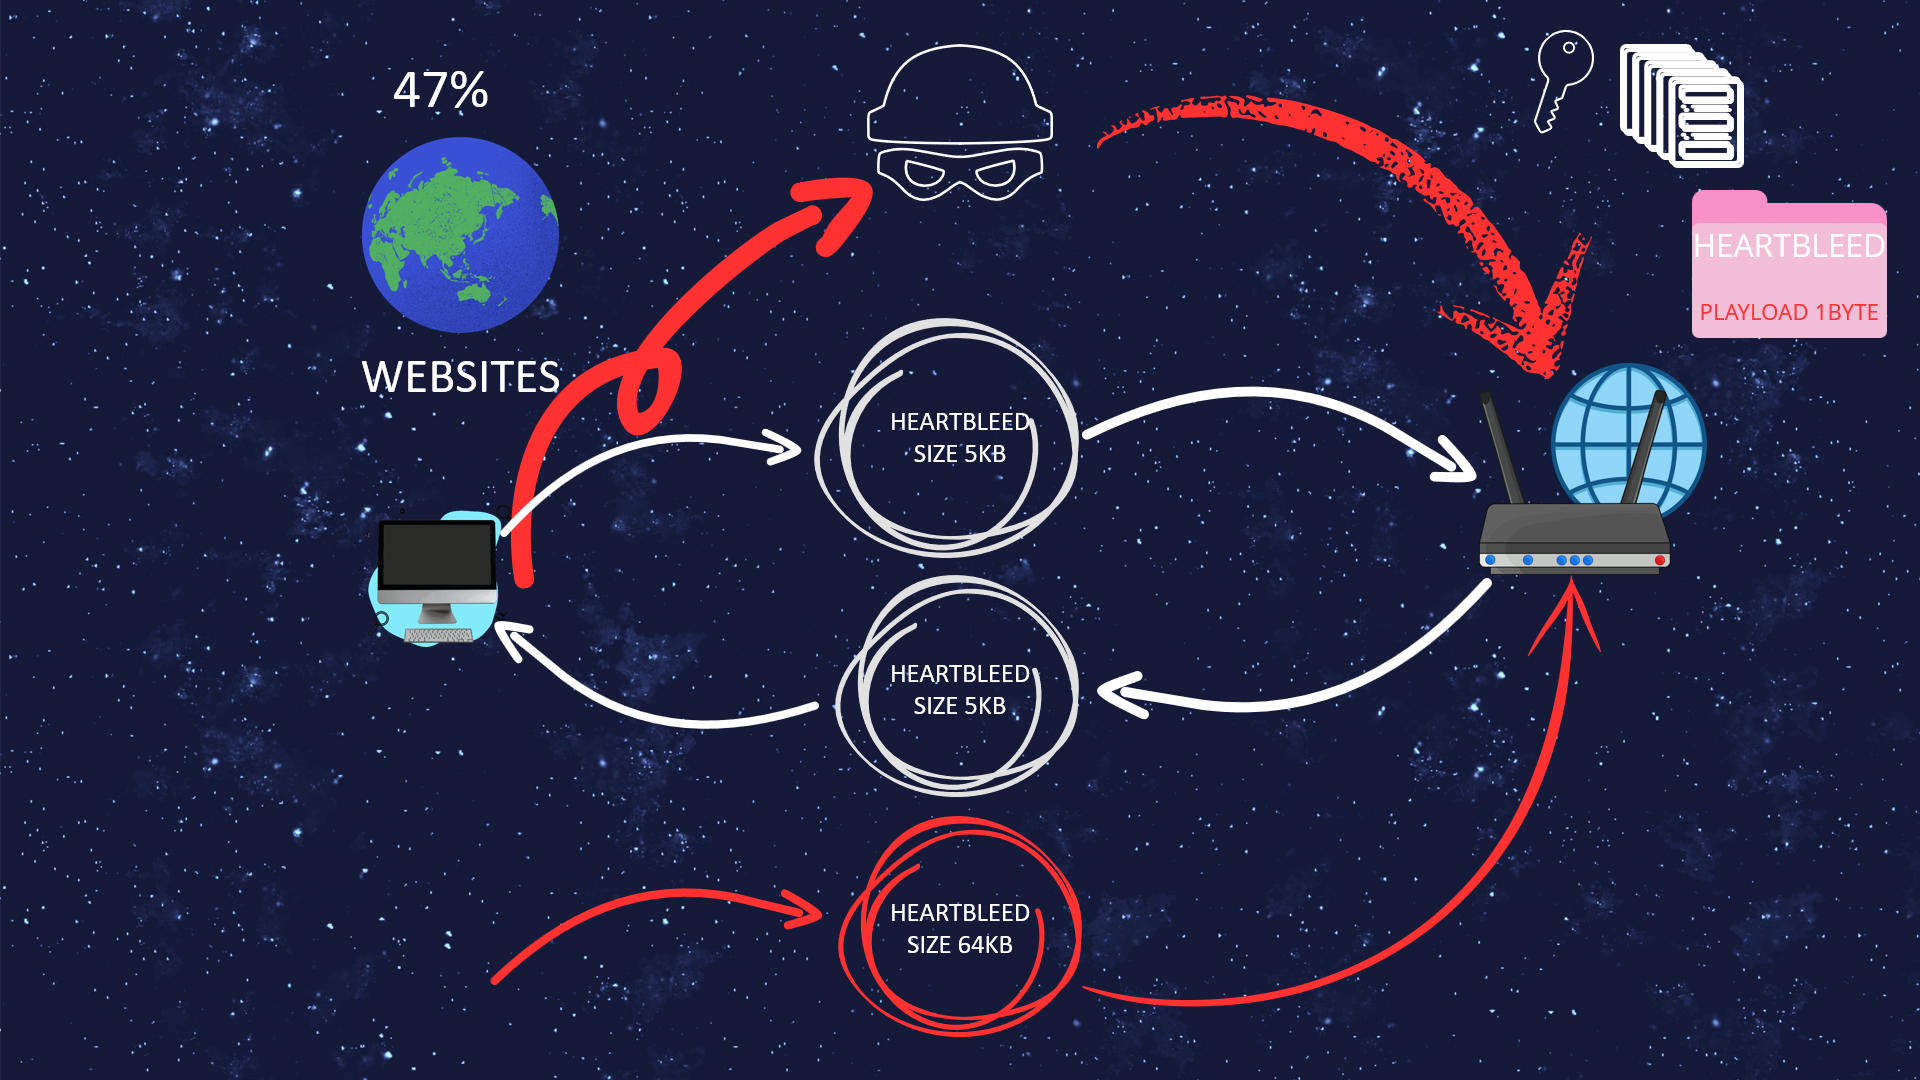 47%
WEBSITES
HEARTBLEED
PLAYLOAD 1BYTE
HEARTBLEED
SIZE 5KB
HEARTBLEED
SIZE 5KB
HEARTBLEED
SIZE 64KB